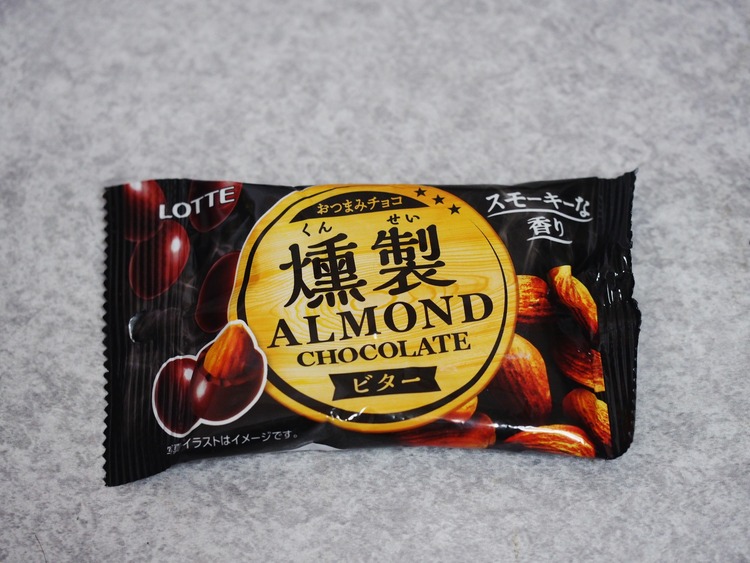 LOTTE
おつまみチョコ
くん せい
燻製
ALMOND
CHOCOLATE
ビター
スモーキーな
香り
イラストはイメージです。